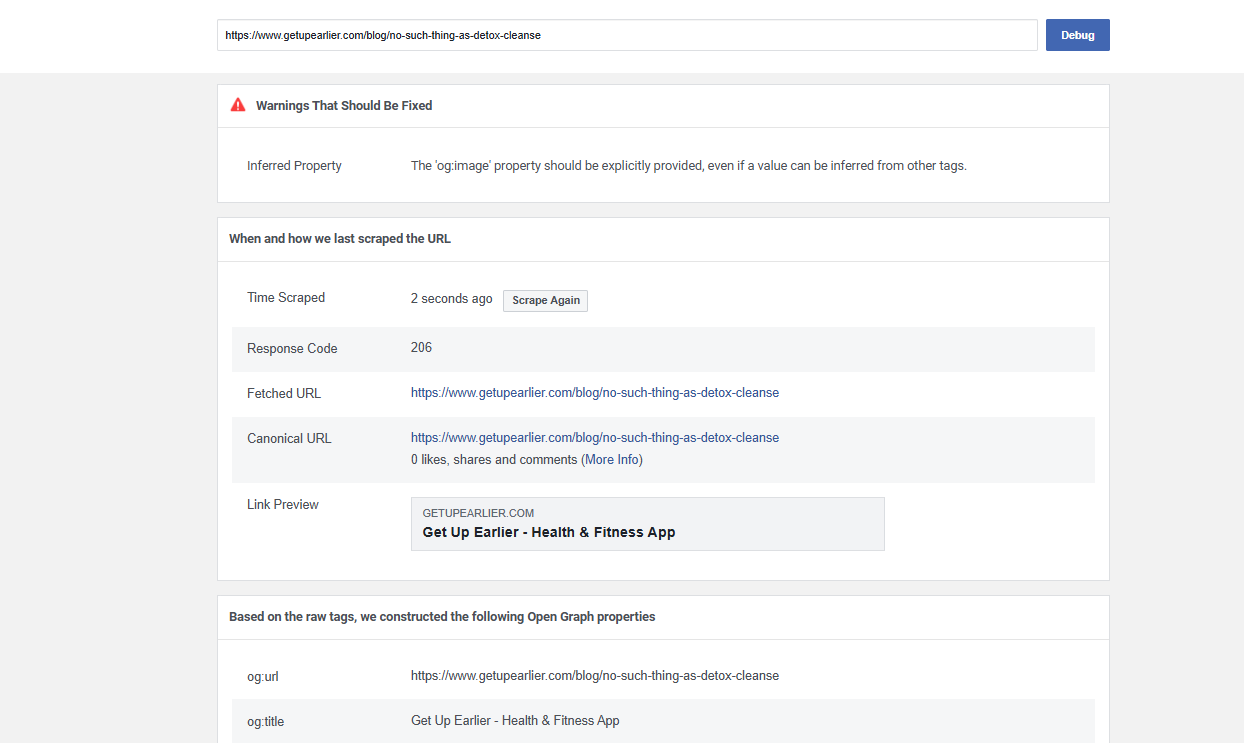 https://www.getupearlier.com/blog/no-such-thing-as-detox-cleanse
Debug
Warnings That Should Be Fixed
Inferred Property The 'og:image' property should be explicitly provided, even if a value can be inferred from other tags.
When and how we last scraped the URL
Time Scraped 2 seconds ago Scrape Again
Response Code 206
Fetched URL https://www.getupearlier.com/blog/no-such-thing-as-detox-cleanse
Canonical URL https://www.getupearlier.com/blog/no-such-thing-as-detox-cleanse
0 likes, shares and comments (More Info)
Link Preview
GETUPEARLIER.COM
Get Up Earlier - Health & Fitness App
Based on the raw tags, we constructed the following Open Graph properties
og:url https://www.getupearlier.com/blog/no-such-thing-as-detox-cleanse
og:title Get Up Earlier - Health & Fitness App